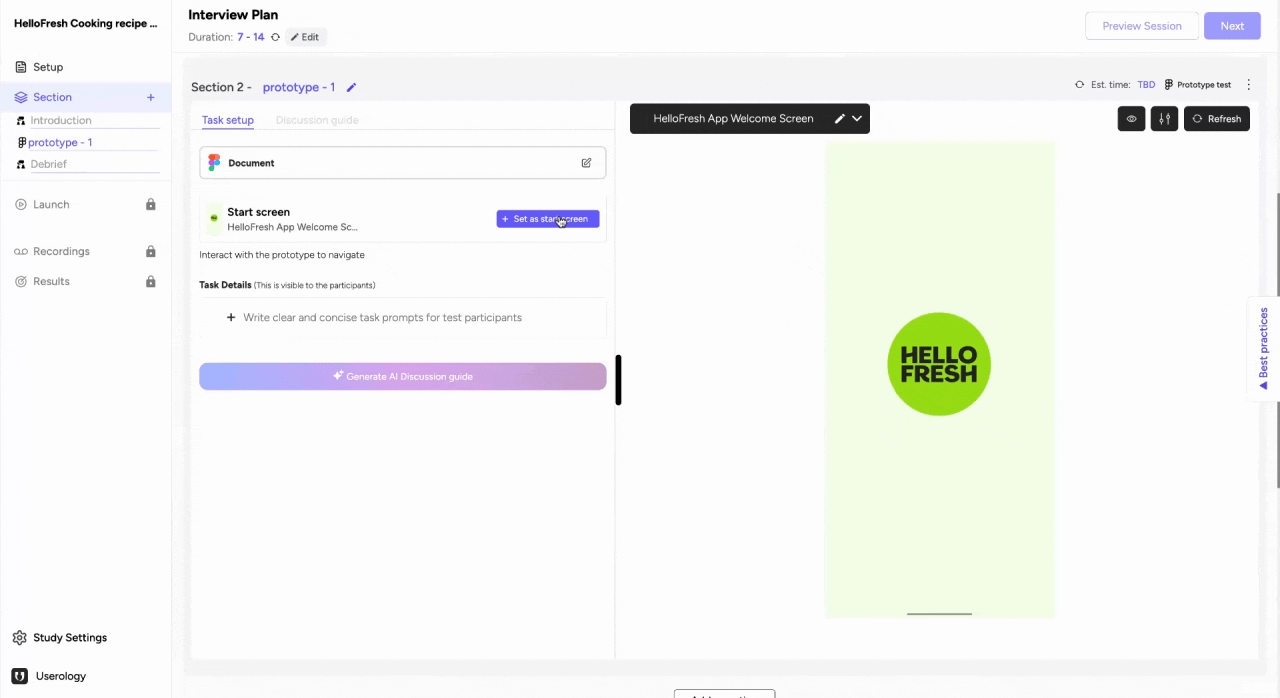 HelloFresh Cooking recipe ...
Setup
Section +
Introduction
prototype - 1
Debrief
Launch
Recordings
Results
Study Settings
Userology
Interview Plan
Duration: 7 - 14 Edit
Preview Session
Next
Section 2 - prototype - 1
Est. time: TBD Prototype test
Task setup Discussion guide
Document
Start screen
HelloFresh App Welcome Sc...
+ Set as start screen
Interact with the prototype to navigate
Task Details (This is visible to the participants)
+ Write clear and concise task prompts for test participants
Generate AI Discussion guide
HelloFresh App Welcome Screen
Refresh
HELLO
FRESH
Best practices